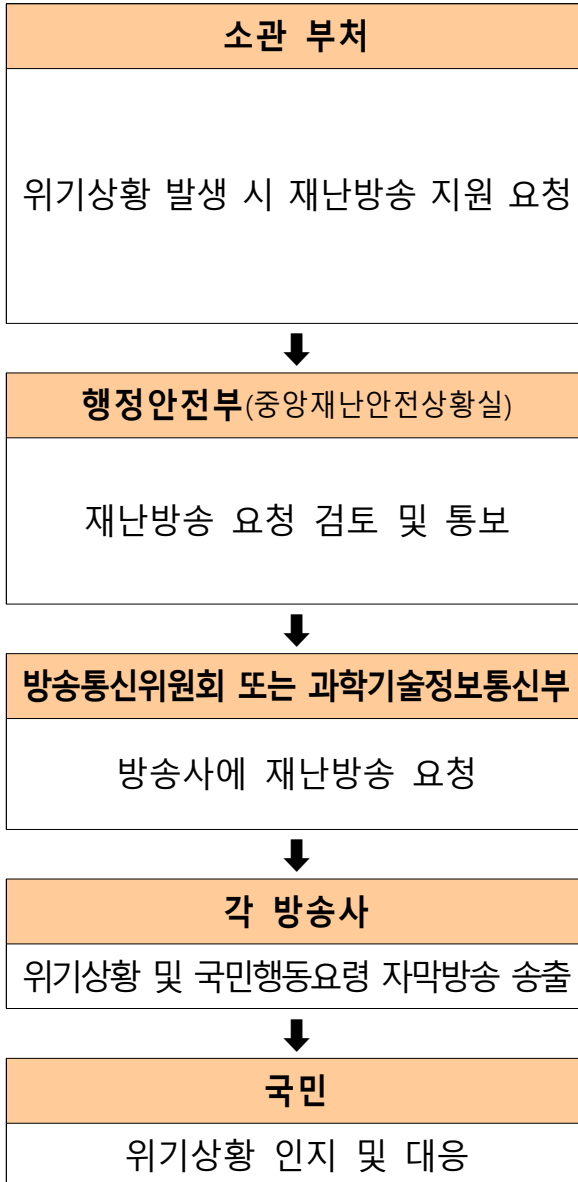 소관 부처
위기상황 발생 시 재난방송 지원 요청
행정안전부(중앙재난안전상황실)
재난방송 요청 검토 및 통보
방송통신위원회 또는 과학기술정보통신부
방송사에 재난방송 요청
각 방송사
위기상황 및 국민행동요령 자막방송 송출
국민
위기상황 인지 및 대응